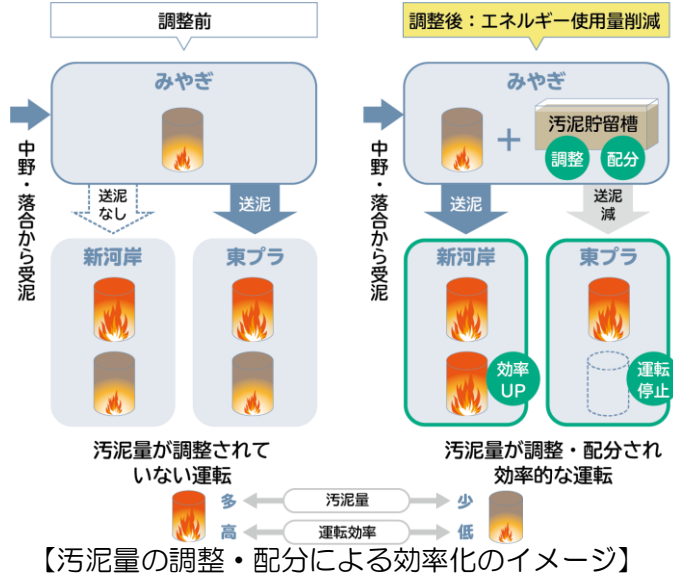 調整前
みやぎ
中野・落合から受泥
送泥
なし
送泥
新河岸
東プラ
汚泥量が調整されて
いない運転
調整後：エネルギー使用量削減
みやぎ
+
汚泥貯留槽
調整
配分
送泥
送泥
減
中野・落合から受泥
新河岸
東プラ
効率
UP
運転
停止
汚泥量が調整・配分され
効率的な運転
多 汚泥量 少
高 運転効率 低
【汚泥量の調整・配分による効率化のイメージ】